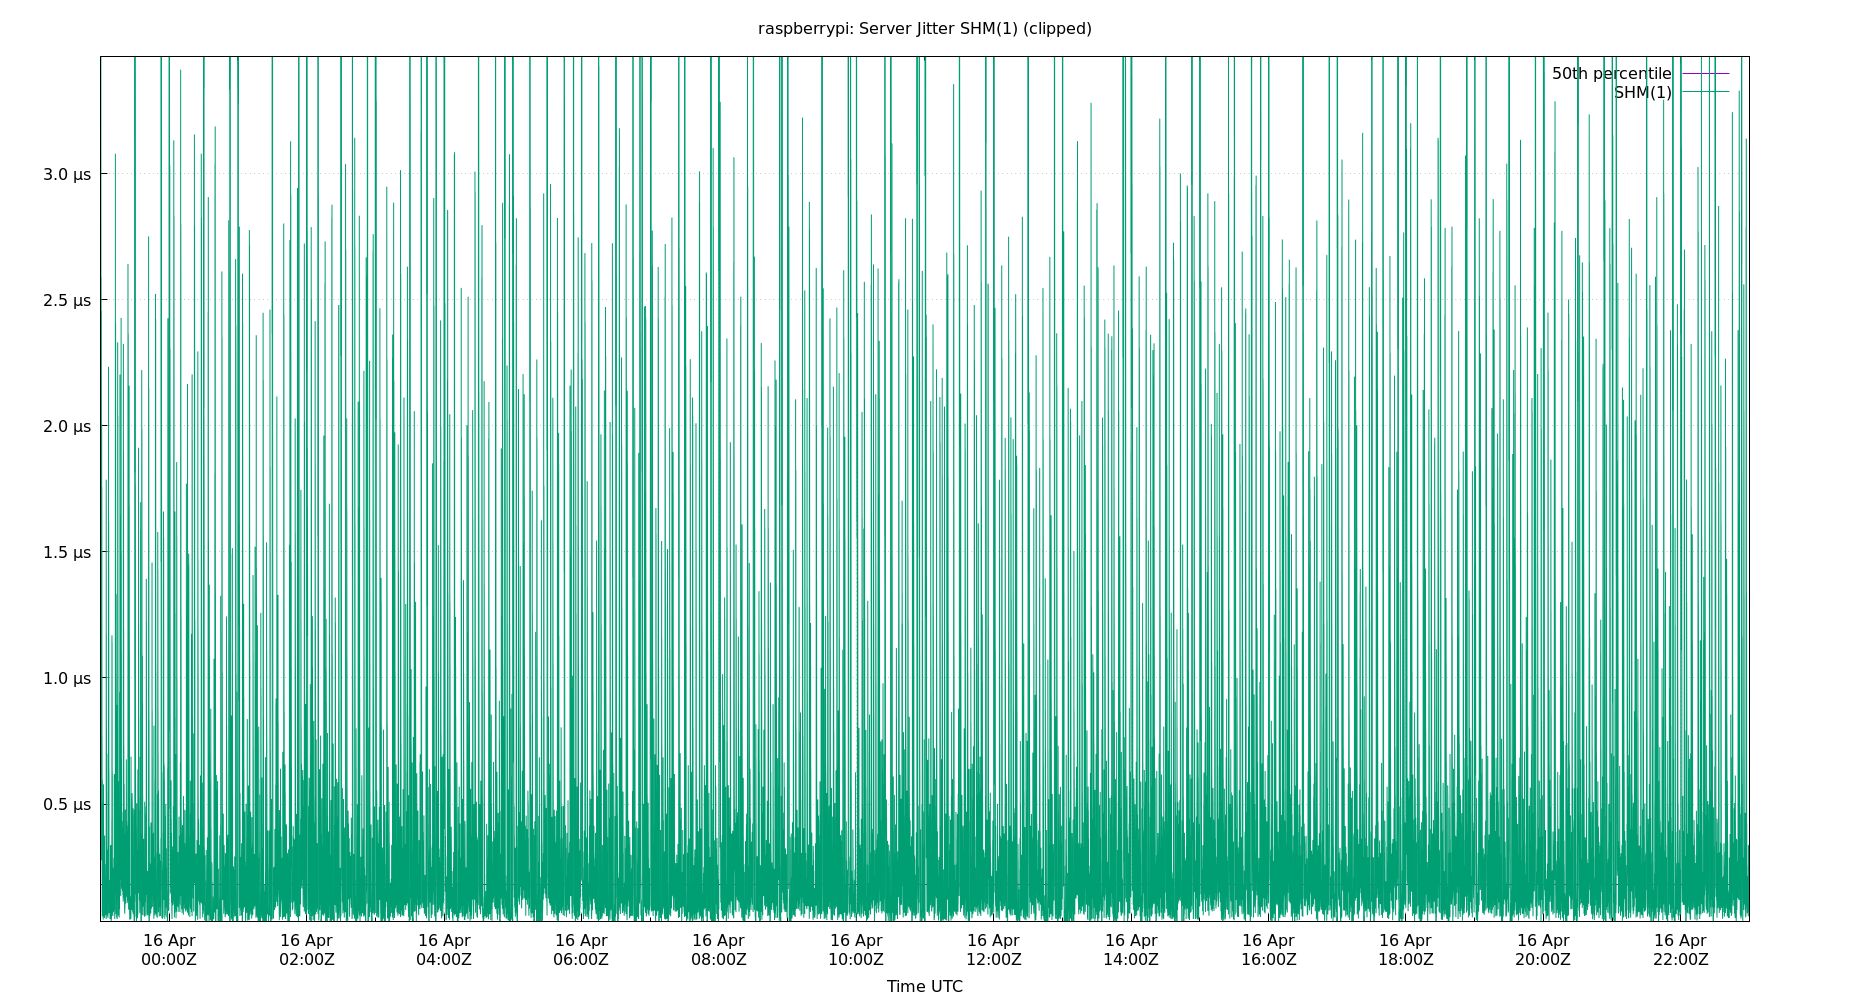 raspberrypi: Server Jitter SHM(1) (clipped)
50th percentile
SHM(1)
3.0 µs
2.5 µs
2.0 µs
1.5 µs
1.0 µs
0.5 µs
16 Apr 16 Apr 16 Apr 16 Apr 16 Apr 16 Apr 16 Apr 16 Apr 16 Apr 16 Apr 16 Apr 16 Apr
00:00Z 02:00Z 04:00Z 06:00Z 08:00Z 10:00Z 12:00Z 14:00Z 16:00Z 18:00Z 20:00Z 22:00Z
Time UTC